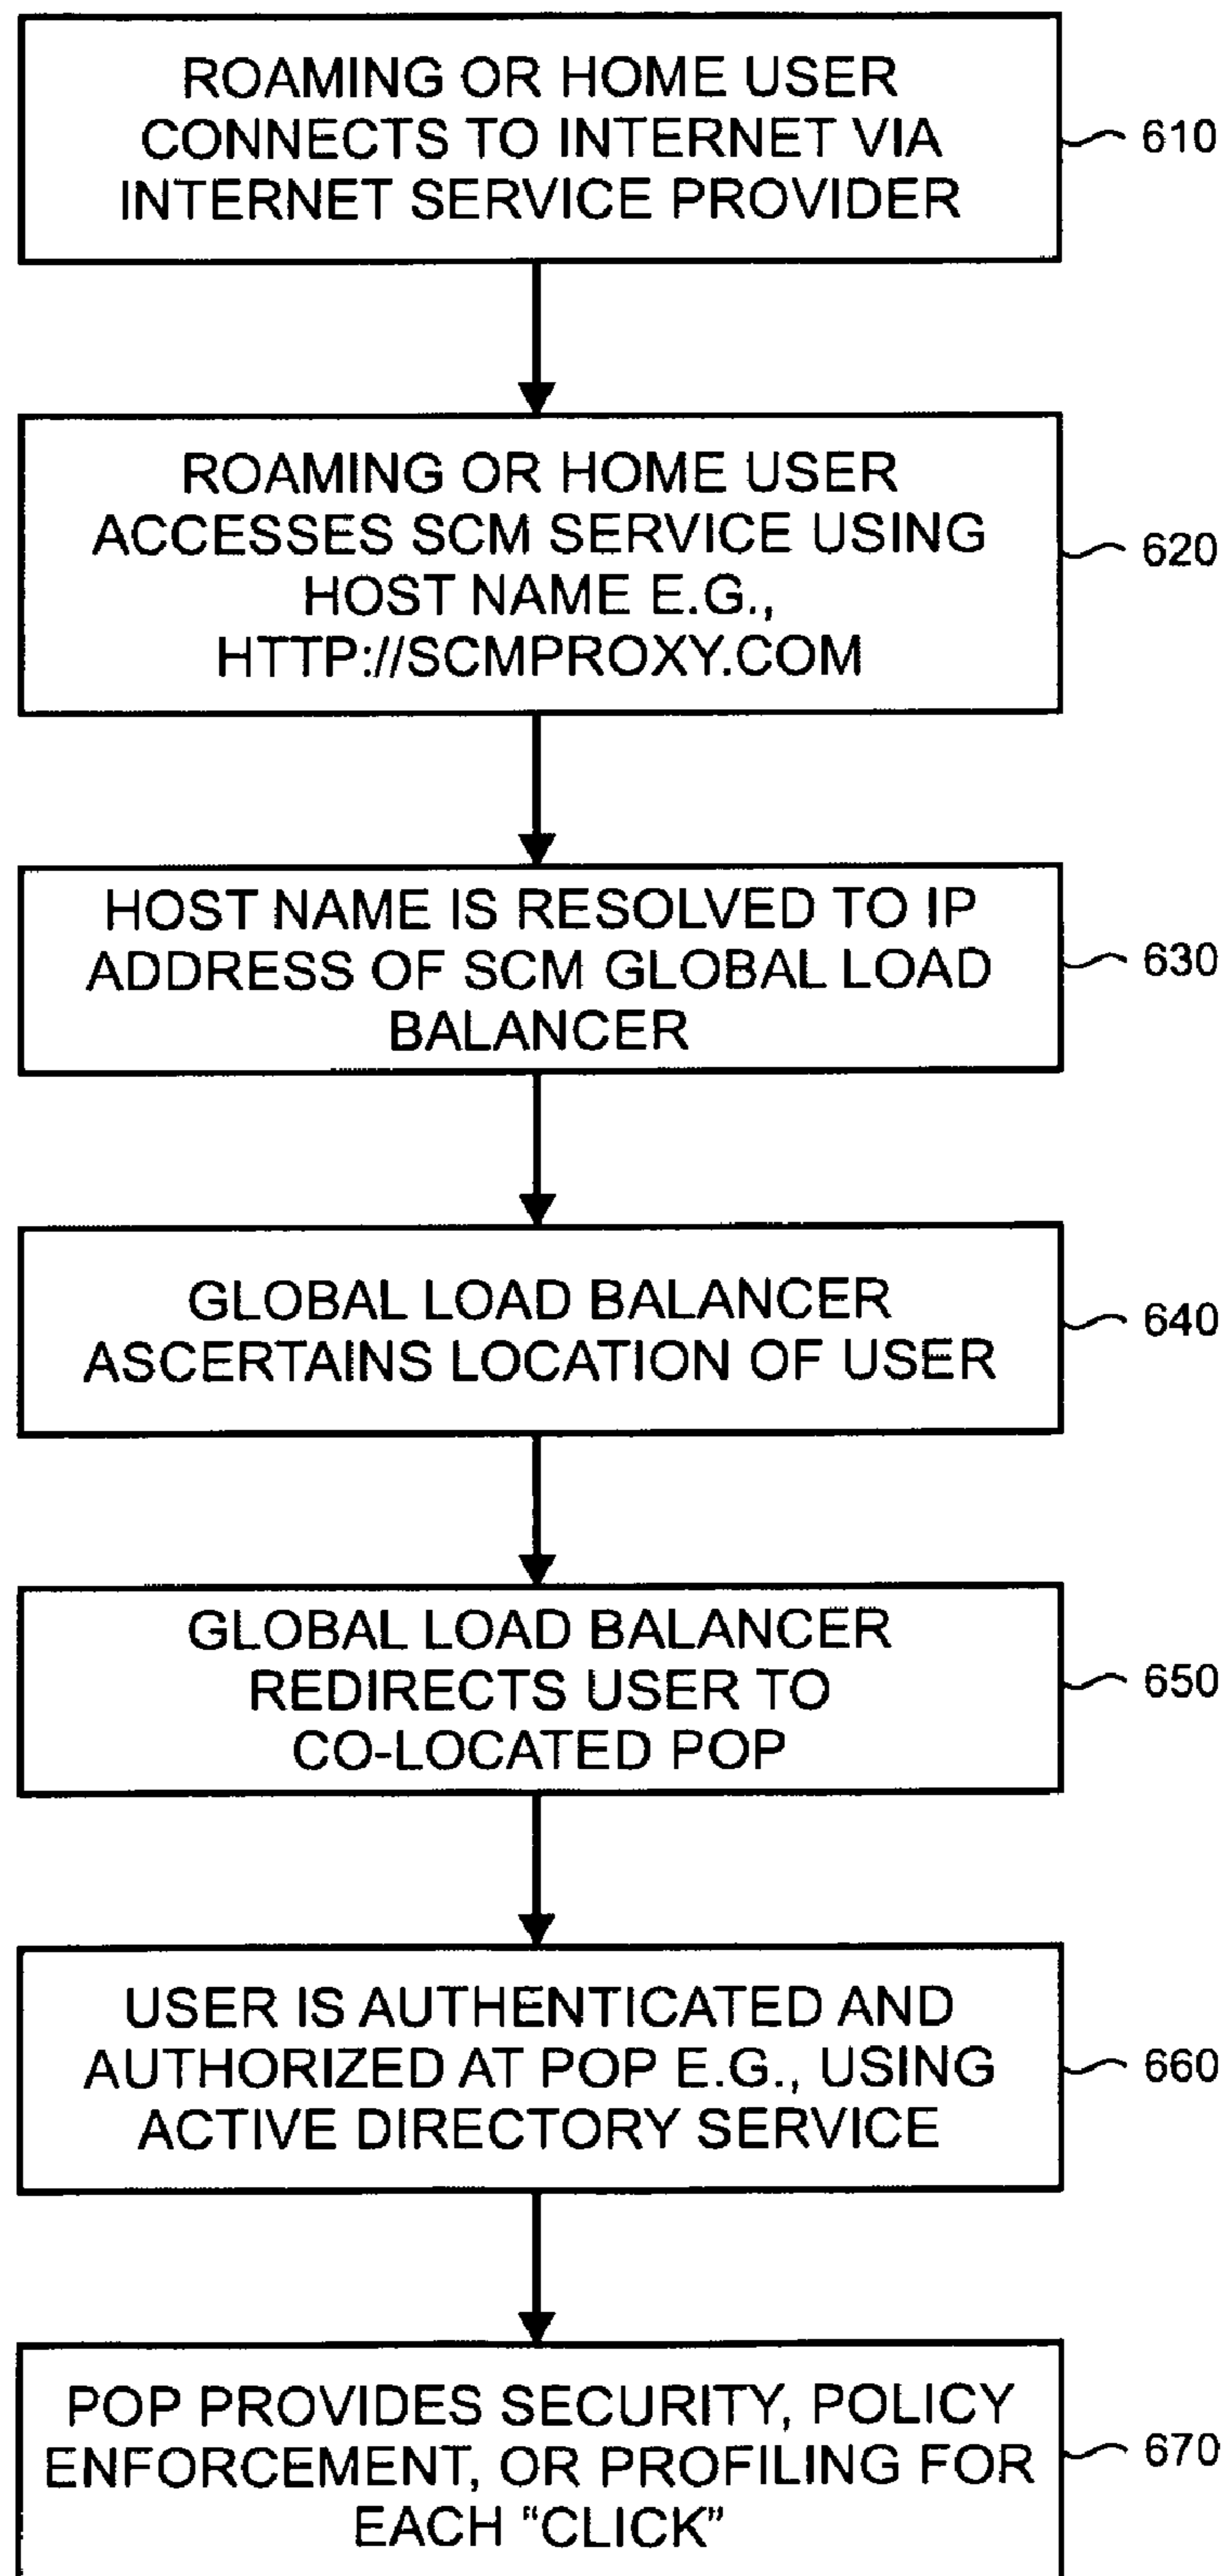 ROAMING OR HOME USER
CONNECTS TO INTERNET VIA
INTERNET SERVICE PROVIDER
610
ROAMING OR HOME USER
ACCESSES SCM SERVICE USING
HOST NAME E.G.,
HTTP://SCMPROXY.COM
620
HOST NAME IS RESOLVED TO IP
ADDRESS OF SCM GLOBAL LOAD
BALANCER
630
GLOBAL LOAD BALANCER
ASCERTAINS LOCATION OF USER
640
GLOBAL LOAD BALANCER
REDIRECTS USER TO
CO-LOCATED POP
650
USER IS AUTHENTICATED AND
AUTHORIZED AT POP E.G., USING
ACTIVE DIRECTORY SERVICE
660
POP PROVIDES SECURITY, POLICY
ENFORCEMENT, OR PROFILING FOR
EACH "CLICK"
670